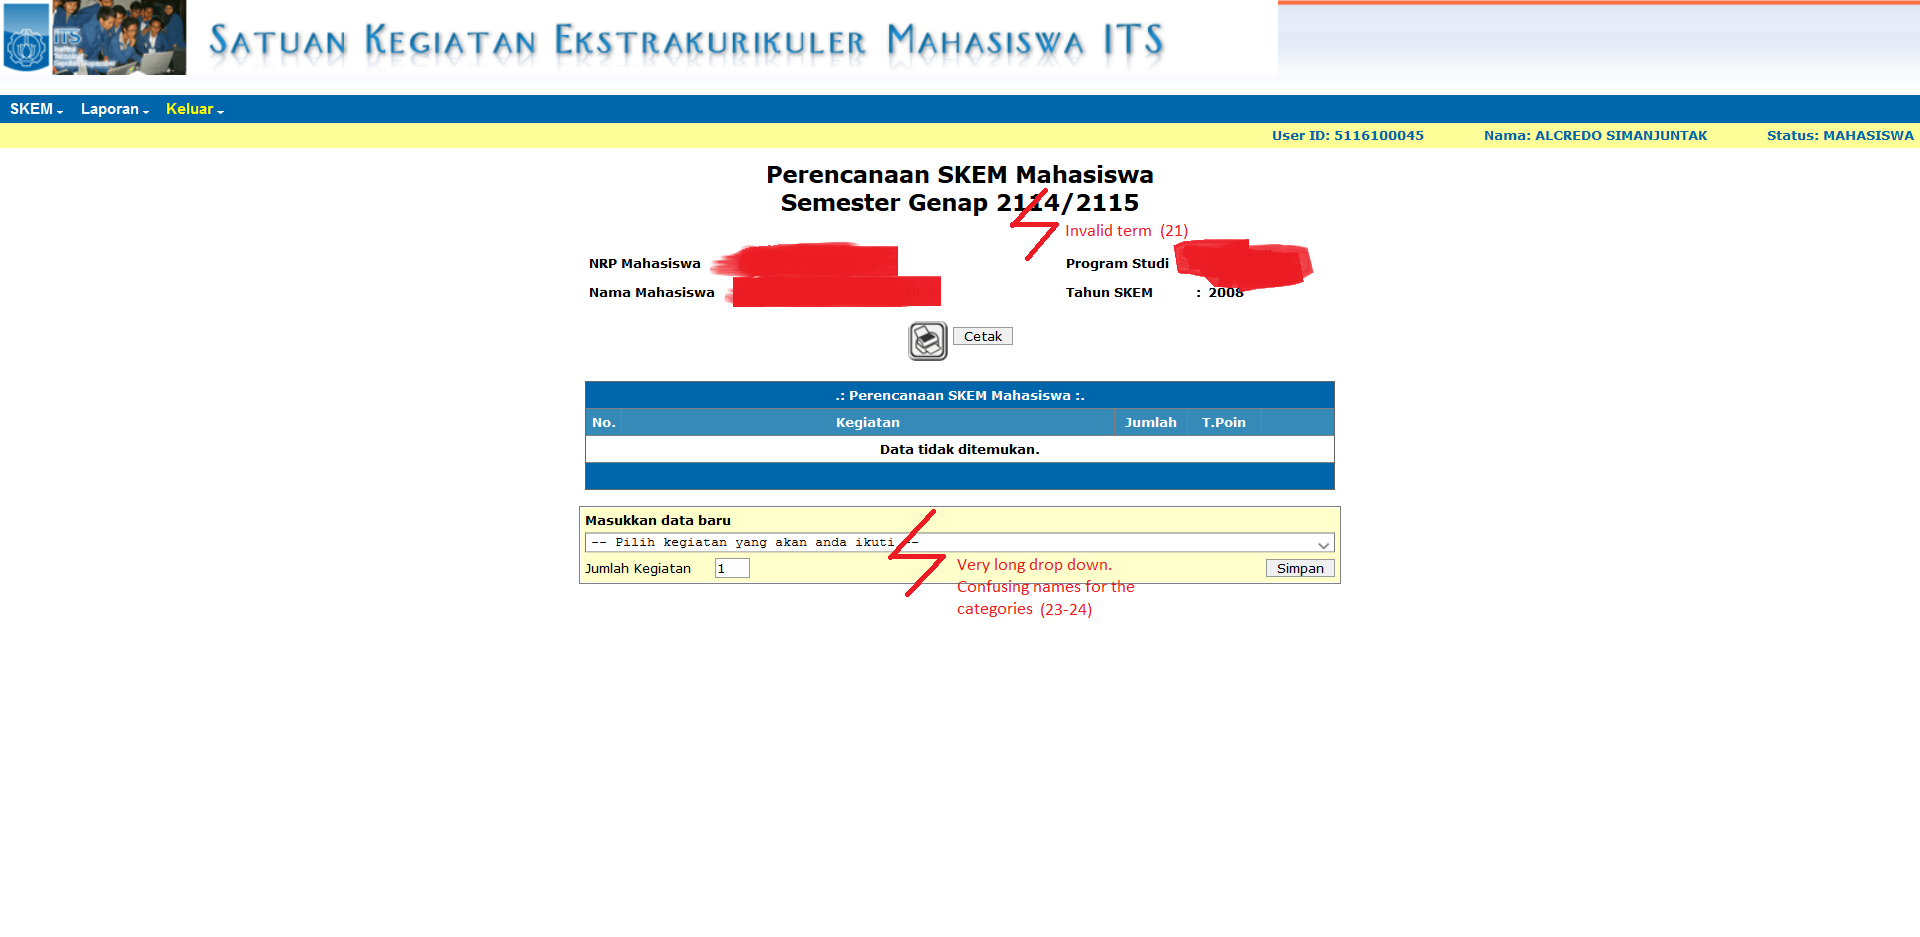 SATUAN KEGIATAN EKSTRAKURIKULER MAHASISWA ITS
ITS
SKEM Laporan Keluar
User ID: 5116100045 Nama: ALCREDO SIMANJUNTAK Status: MAHASISWA
Perencanaan SKEM Mahasiswa
Semester Genap 2114/2115
Invalid term (21)
NRP Mahasiswa Program Studi
Nama Mahasiswa Tahun SKEM : 2008
Cetak
.: Perencanaan SKEM Mahasiswa :.
No. Kegiatan Jumlah T.Poin
Data tidak ditemukan.
Masukkan data baru
-- Pilih kegiatan yang akan anda ikuti --
Jumlah Kegiatan 1 Simpan
Very long drop down.
Confusing names for the
categories (23-24)